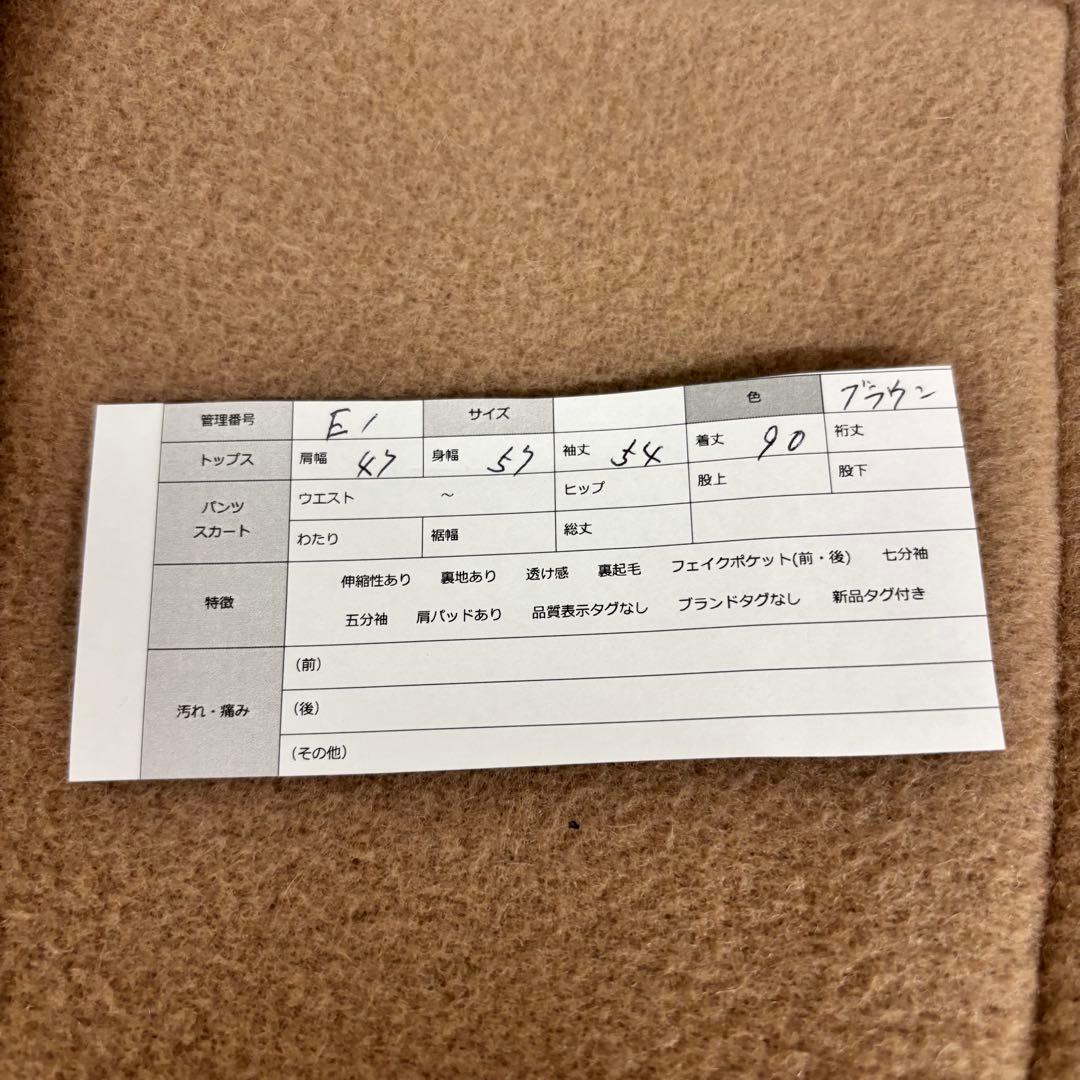 管理番号 E1 サイズ 色 ブラウン
トップス 肩幅 47 身幅 57 袖丈 54 着丈 90 裄丈
パンツ スカート
ウエスト ～ ヒップ 股上 股下
わたり 裾幅 総丈
特徴
伸縮性あり 裏地あり 透け感 裏起毛 フェイクポケット(前・後) 七分袖
五分袖 肩パッドあり 品質表示タグなし ブランドタグなし 新品タグ付き
汚れ・痛み
(前)
(後)
(その他)